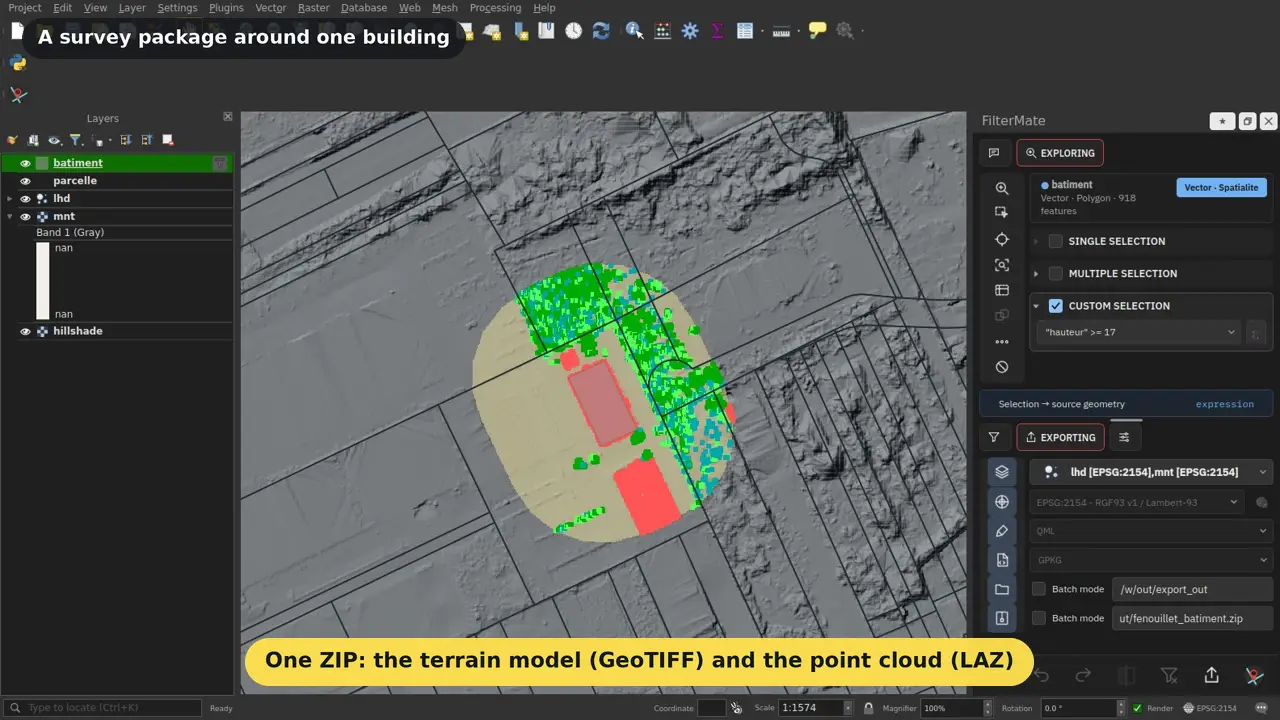 Project Edit View Layer Settings Plugins Vector Raster Database Web Mesh Processing Help
A survey package around one building
Layers
batiment
parcelle
lhd
mnt
Band 1 (Gray)
nan
nan
hillshade
FilterMate
EXPLORING
batiment
Vector · Polygon · 918
features
Vector · Spatialite
SINGLE SELECTION
MULTIPLE SELECTION
CUSTOM SELECTION
"hauteur" >= 17
Selection → source geometry expression
EXPORTING
lhd [EPSG:2154],mnt [EPSG:2154]
EPSG:2154 - RGF93 v1 / Lambert-93
QML
GPKG
Batch mode /w/out/export_out
Batch mode ut/fenouillet_batiment.zip
One ZIP: the terrain model (GeoTIFF) and the point cloud (LAZ)
Type to locate (Ctrl+K) Ready Coordinate Scale 1:1574 Magnifier 100% Rotation 0.0 ° Render EPSG:2154